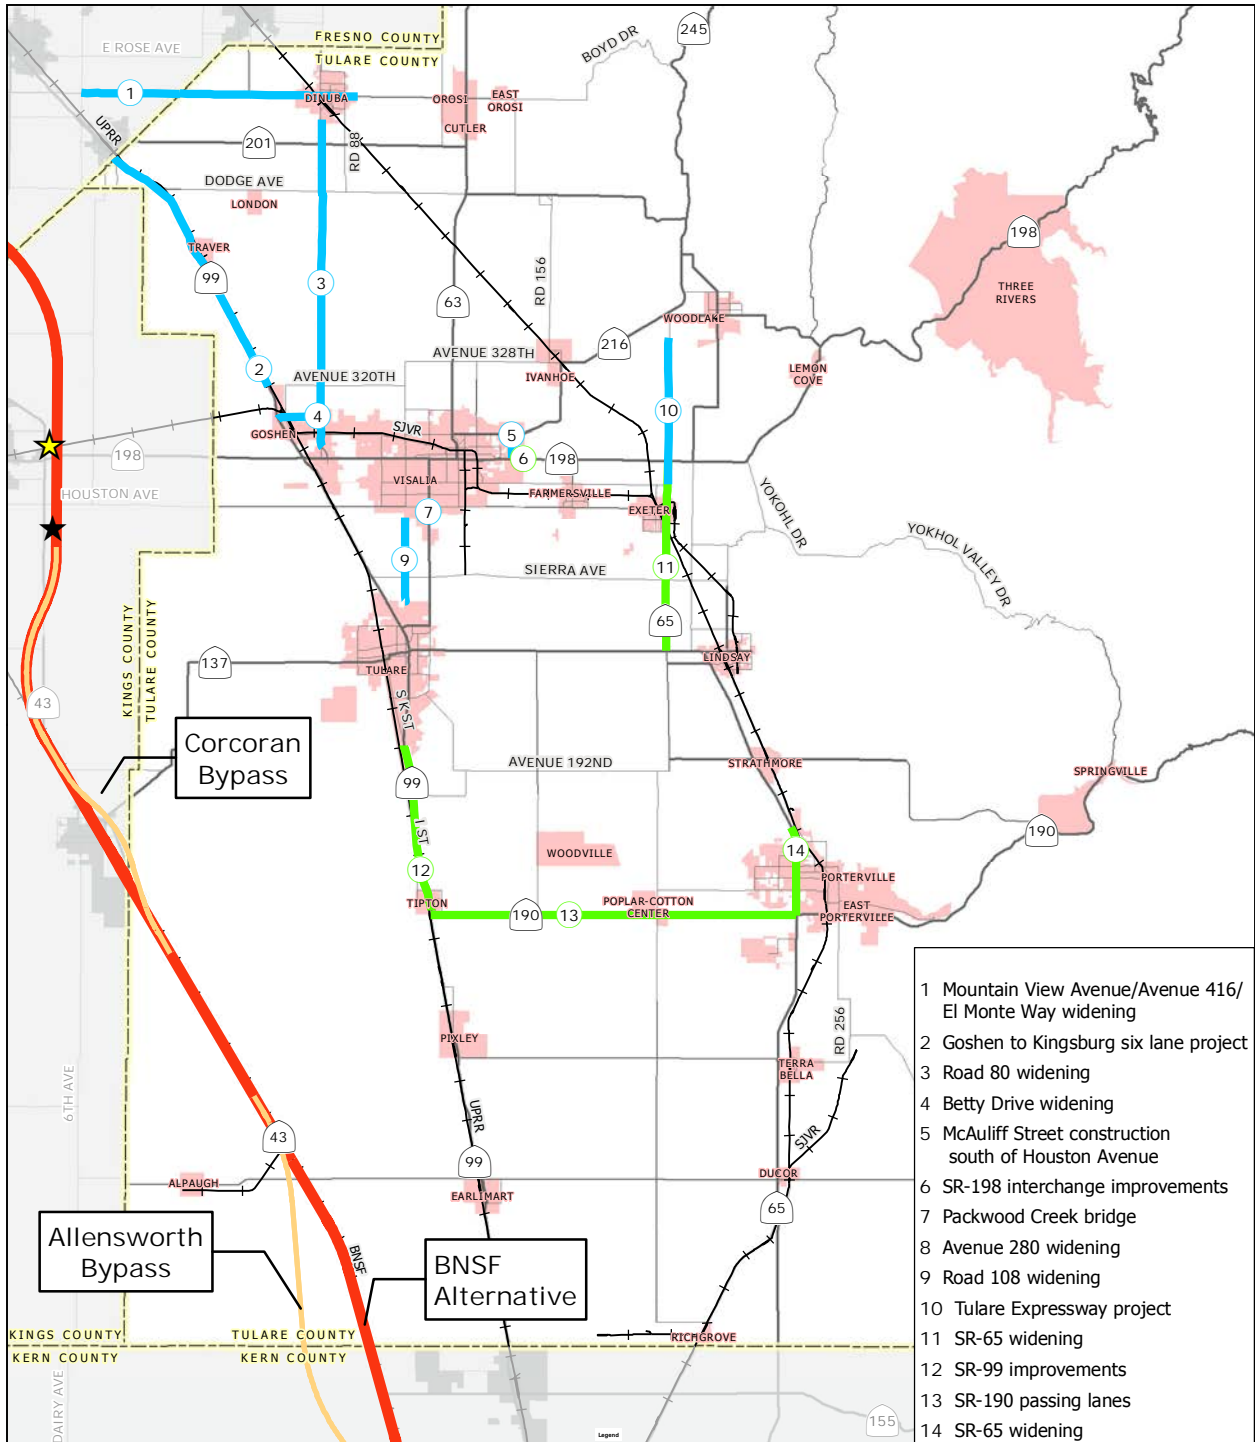 FRESNO COUNTY
TULARE COUNTY
E ROSE AVE
BOYD DR
245
1
DINUBA
OROSI
EAST
OROSI
CUTLER
UPRR
201
RD 88
DODGE AVE
LONDON
TRAVER
99
3
63
RD 156
198
THREE
RIVERS
WOODLAKE
216
AVENUE 328TH
IVANHOE
LEMON
COVE
2
AVENUE 320TH
10
4
GOSHEN
SJVR
5
6
198
198
HOUSTON AVE
VISALIA
FARMERSVILLE
EXETER
7
YOKOHL DR
YOKHOL VALLEY DR
9
SIERRA AVE
11
65
KINGS COUNTY
TULARE COUNTY
137
TULARE
LINDSAY
43
S K ST
Corcoran
Bypass
AVENUE 192ND
STRATHMORE
SPRINGVILLE
99
I ST
190
WOODVILLE
14
12
PORTERVILLE
TIPTON
190
13
POPLAR-COTTON
CENTER
EAST
PORTERVILLE
PIXLEY
RD 256
TERRA
BELLA
6TH AVE
UPRR
43
SJVR
99
ALPAUGH
DUCOR
EARLIMART
65
Allensworth
Bypass
BNSF
BNSF
Alternative
KINGS COUNTY
TULARE COUNTY
KERN COUNTY
KERN COUNTY
RICHGROVE
DAIRY AVE
155
Legend
1 Mountain View Avenue/Avenue 416/
El Monte Way widening
2 Goshen to Kingsburg six lane project
3 Road 80 widening
4 Betty Drive widening
5 McAuliff Street construction
south of Houston Avenue
6 SR-198 interchange improvements
7 Packwood Creek bridge
8 Avenue 280 widening
9 Road 108 widening
10 Tulare Expressway project
11 SR-65 widening
12 SR-99 improvements
13 SR-190 passing lanes
14 SR-65 widening